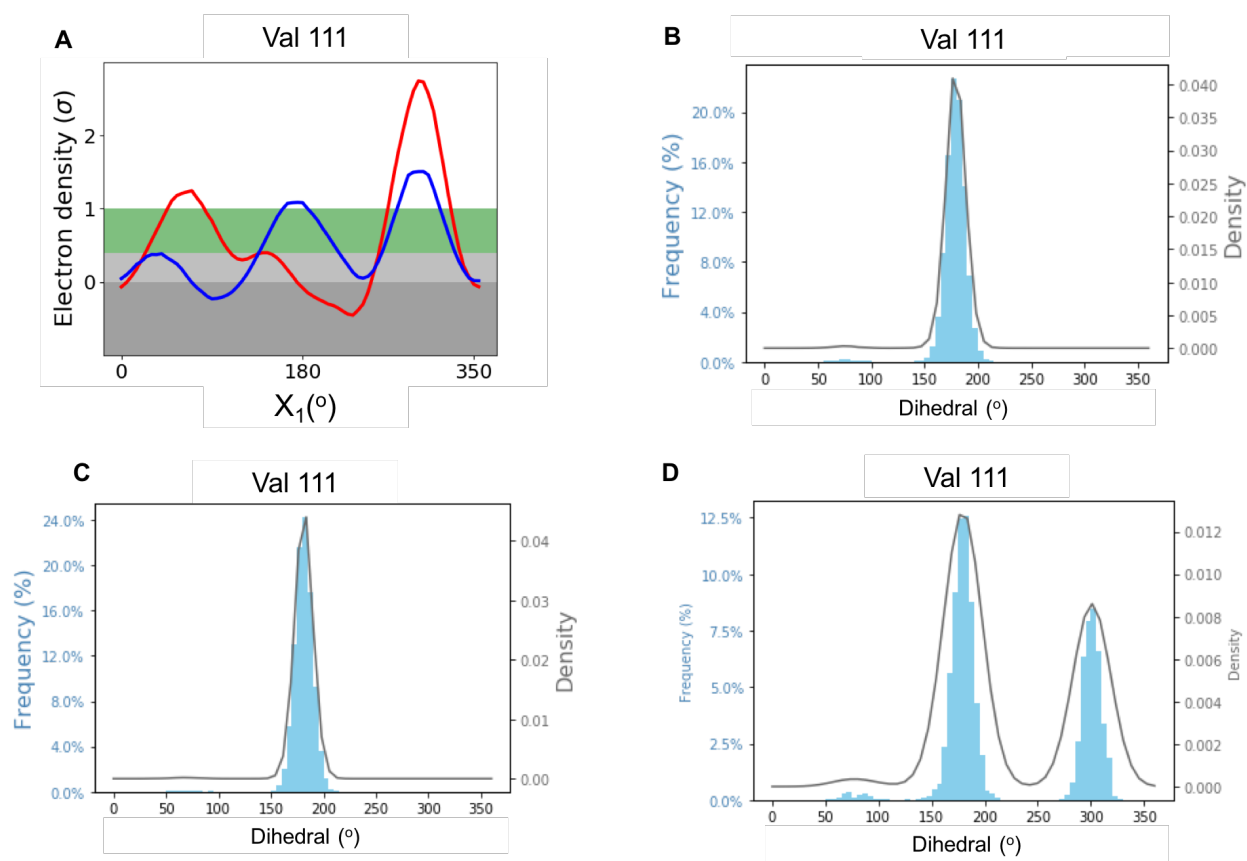 A
Val 111
Electron density (σ)
2
1
0
0
180
350
X1(o)
B
Val 111
Frequency (%)
20.0%
16.0%
12.0%
8.0%
4.0%
0.0%
0.040
0.035
0.030
0.025
0.020
0.015
0.010
0.005
0.000
Density
0 50 100 150 200 250 300 350
Dihedral (o)
C
Val 111
Frequency (%)
24.0%
20.0%
16.0%
12.0%
8.0%
4.0%
0.0%
0.04
0.03
0.02
0.01
0.00
Density
0 50 100 150 200 250 300 350
Dihedral (o)
D
Val 111
Frequency (%)
12.5%
10.0%
7.5%
5.0%
2.5%
0.0%
0.012
0.010
0.008
0.006
0.004
0.002
0.000
Density
0 50 100 150 200 250 300 350
Dihedral (o)